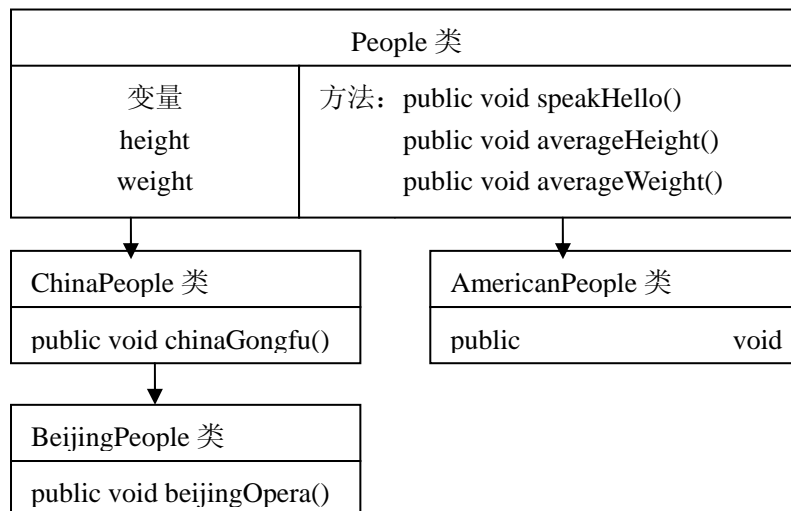 People 类
变量
height
weight
方法：public void speakHello()
public void averageHeight()
public void averageWeight()
ChinaPeople 类
public void chinaGongfu()
AmericanPeople 类
public void
BeijingPeople 类
public void beijingOpera()